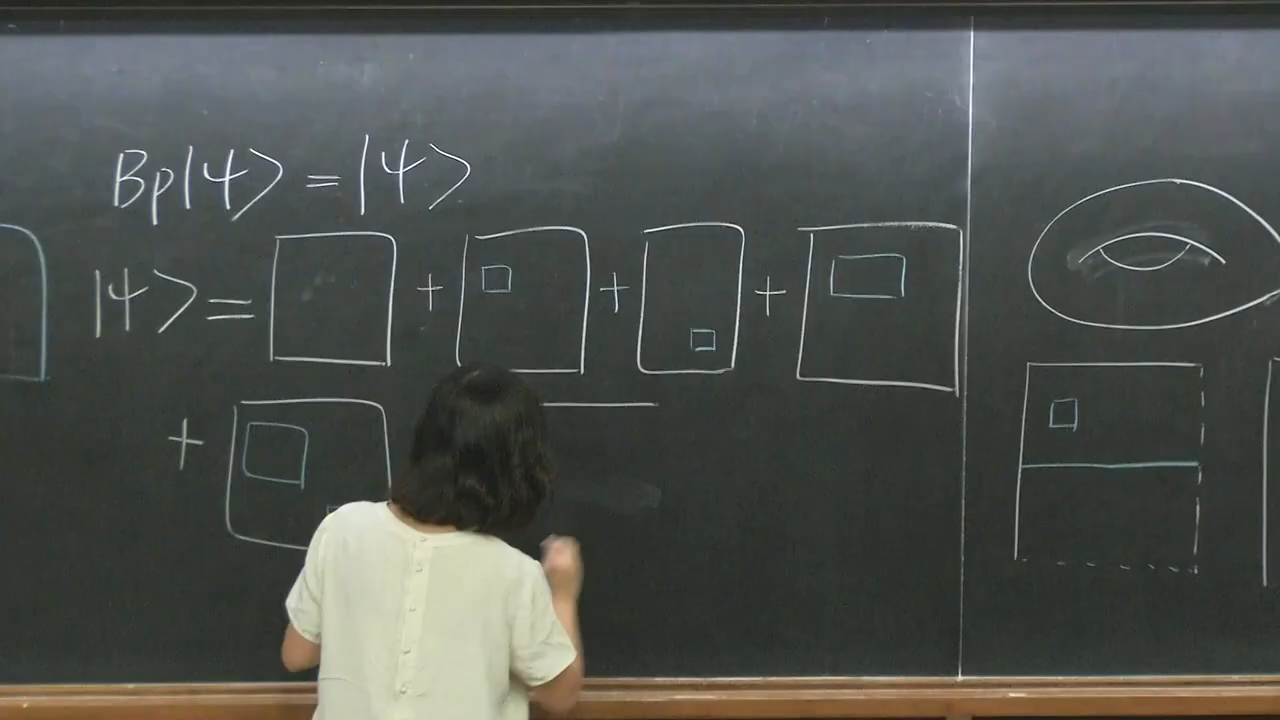 Bp|ψ> = |ψ>
|ψ> = + + +
+